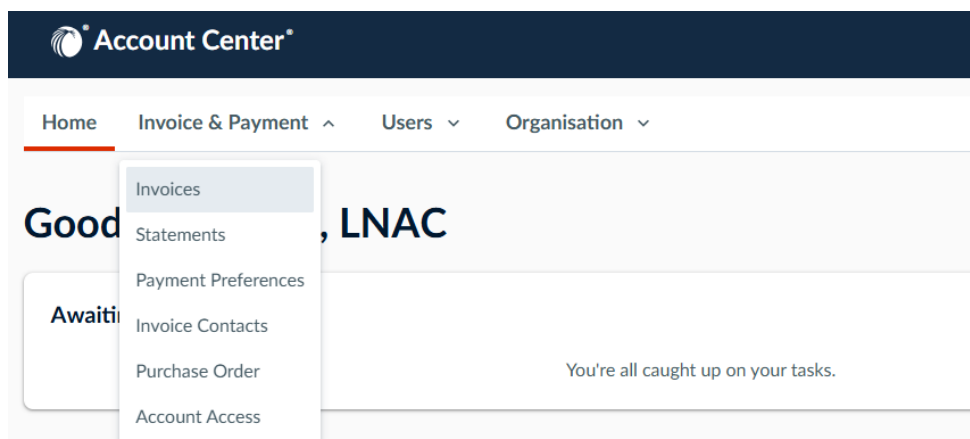 Account Center®
Home Invoice & Payment Users Organisation
Invoices
Good , LNAC
Statements
Payment Preferences
Invoice Contacts
You're all caught up on your tasks.
Purchase Order
Account Access